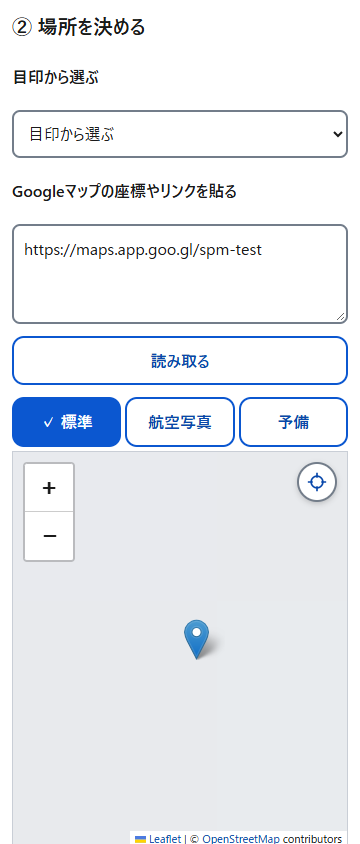 ② 場所を決める
目印から選ぶ
目印から選ぶ
Googleマップの座標やリンクを貼る
https://maps.app.goo.gl/spm-test
読み取る
✓ 標準
航空写真
予備
+
−
Leaflet | © OpenStreetMap contributors